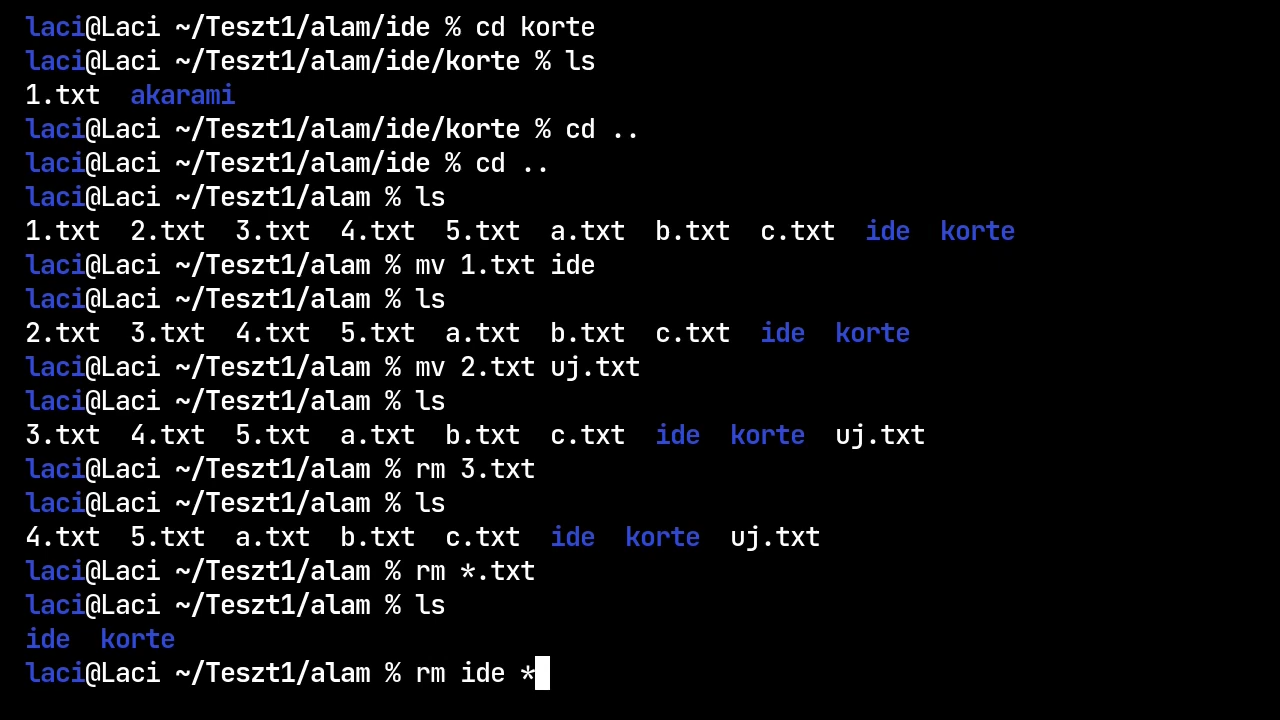 laci@Laci ~/Teszt1/alam/ide % cd korte
laci@Laci ~/Teszt1/alam/ide/korte % ls
1.txt  akarami
laci@Laci ~/Teszt1/alam/ide/korte % cd ..
laci@Laci ~/Teszt1/alam/ide % cd ..
laci@Laci ~/Teszt1/alam % ls
1.txt  2.txt  3.txt  4.txt  5.txt  a.txt  b.txt  c.txt  ide  korte
laci@Laci ~/Teszt1/alam % mv 1.txt ide
laci@Laci ~/Teszt1/alam % ls
2.txt  3.txt  4.txt  5.txt  a.txt  b.txt  c.txt  ide  korte
laci@Laci ~/Teszt1/alam % mv 2.txt uj.txt
laci@Laci ~/Teszt1/alam % ls
3.txt  4.txt  5.txt  a.txt  b.txt  c.txt  ide  korte  uj.txt
laci@Laci ~/Teszt1/alam % rm 3.txt
laci@Laci ~/Teszt1/alam % ls
4.txt  5.txt  a.txt  b.txt  c.txt  ide  korte  uj.txt
laci@Laci ~/Teszt1/alam % rm *.txt
laci@Laci ~/Teszt1/alam % ls
ide  korte
laci@Laci ~/Teszt1/alam % rm ide *